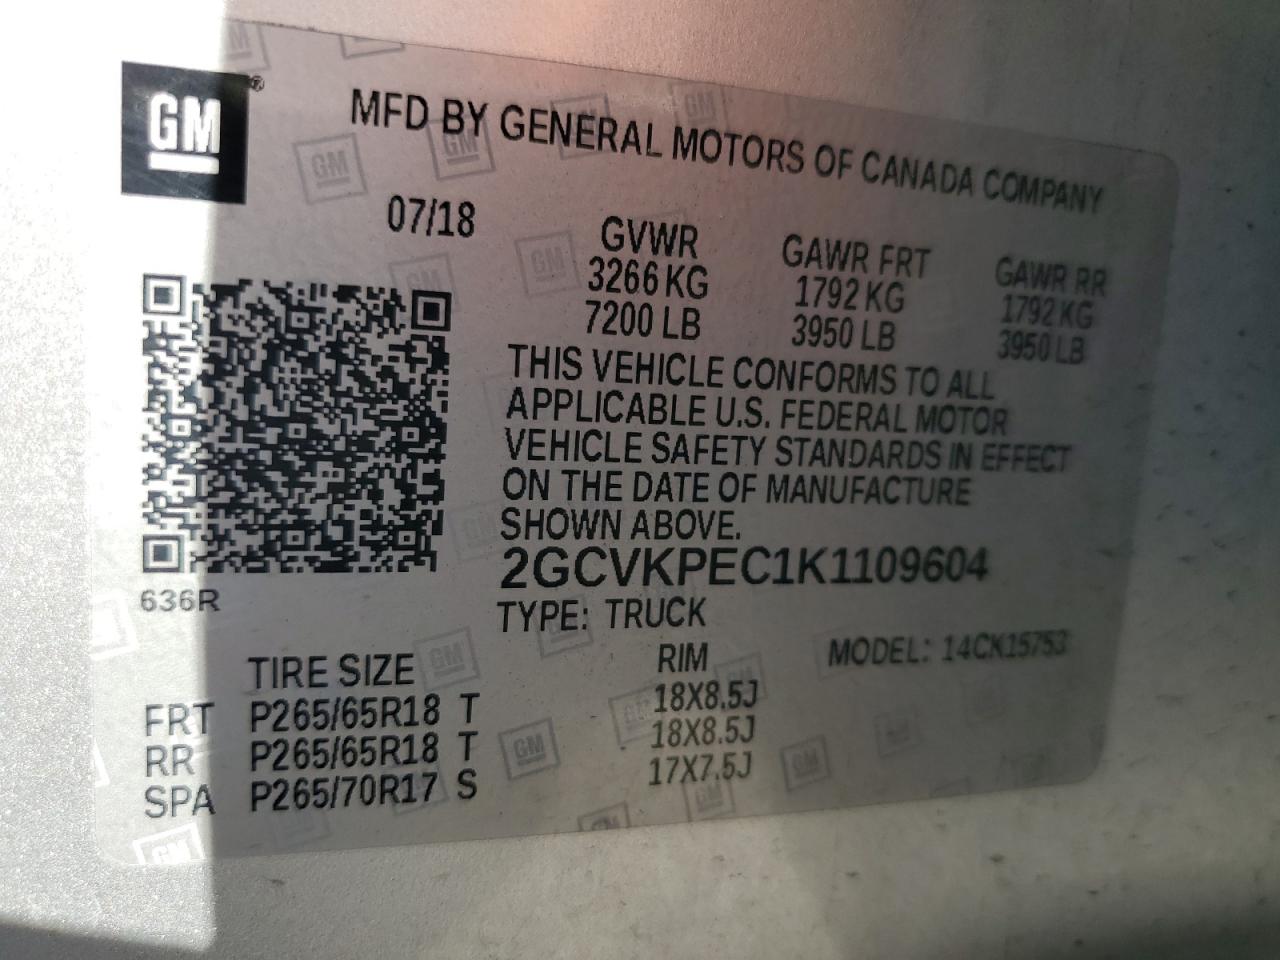 GM®
MFD BY GENERAL MOTORS OF CANADA COMPANY
07/18
GVWR GAWR FRT GAWR RR
3266 KG 1792 KG 1792 KG
7200 LB 3950 LB 3950 LB
THIS VEHICLE CONFORMS TO ALL
APPLICABLE U.S. FEDERAL MOTOR
VEHICLE SAFETY STANDARDS IN EFFECT
ON THE DATE OF MANUFACTURE
SHOWN ABOVE.
2GCVKPEC1K1109604
636R
TYPE: TRUCK
MODEL: 14CK15753
TIRE SIZE RIM
FRT P265/65R18 T 18X8.5J
RR P265/65R18 T 18X8.5J
SPA P265/70R17 S 17X7.5J